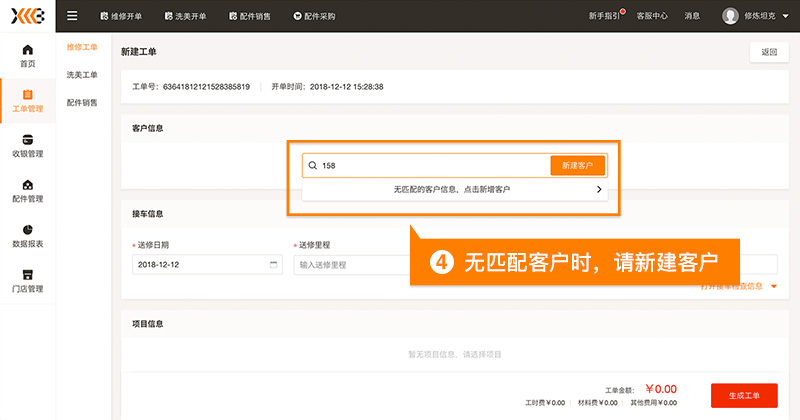 维修开单 洗美开单 配件销售 配件采购 新手指引 客服中心 消息 修炼坦克
首页
工单管理
收银管理
配件管理
数据报表
门店管理
维修工单
洗美工单
配件销售
新建工单 返回
工单号：63641812121528385819 开单时间：2018-12-12 15:28:38
客户信息
158 新建客户
无匹配的客户信息，点击新增客户
接车信息
* 送修日期 * 送修里程
2018-12-12 输入送修里程
4 无匹配客户时，请新建客户
打开接车检查信息
项目信息
暂无项目信息，请选择项目
工单金额：￥0.00
工时费￥0.00 / 材料费￥0.00 / 其他费用￥0.00
生成工单